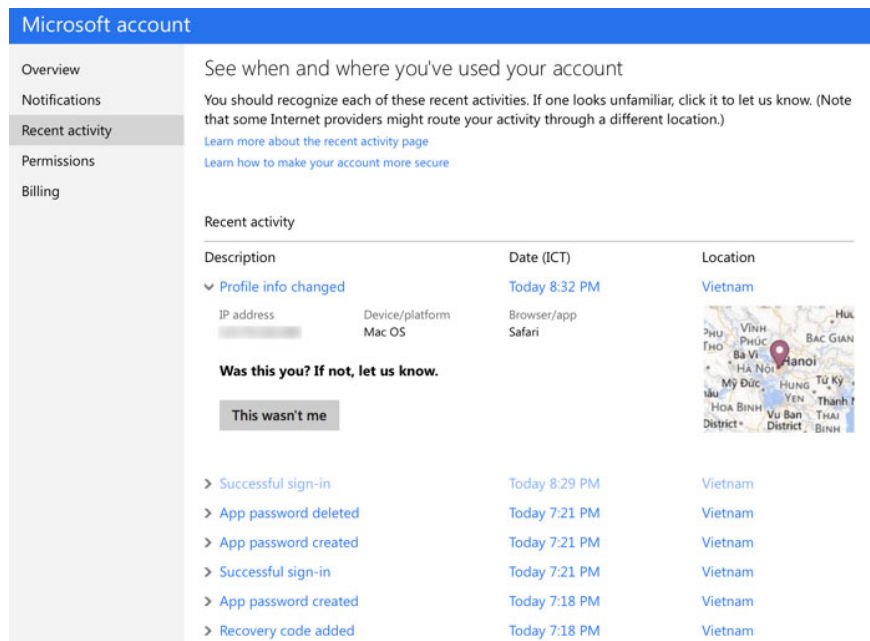 Microsoft account
Overview
Notifications
Recent activity
Permissions
Billing
See when and where you've used your account
You should recognize each of these recent activities. If one looks unfamiliar, click it to let us know. (Note
that some Internet providers might route your activity through a different location.)
Learn more about the recent activity page
Learn how to make your account more secure
Recent activity
Description Date (ICT) Location
Profile info changed Today 8:32 PM Vietnam
IP address Device/platform Browser/app
Mac OS Safari
Was this you? If not, let us know.
This wasn't me
VĨNH
PHÚC
BAC GIAN
Ba Vì
Hanoi
HÀ NỘI
Mỹ Đức
HUNG
YEN
Tứ Kỳ
HOA BINH
Thanh
Vu Ban
District
THAI
BINH
District
Successful sign-in Today 8:29 PM Vietnam
App password deleted Today 7:21 PM Vietnam
App password created Today 7:21 PM Vietnam
Successful sign-in Today 7:21 PM Vietnam
App password created Today 7:18 PM Vietnam
Recovery code added Today 7:18 PM Vietnam